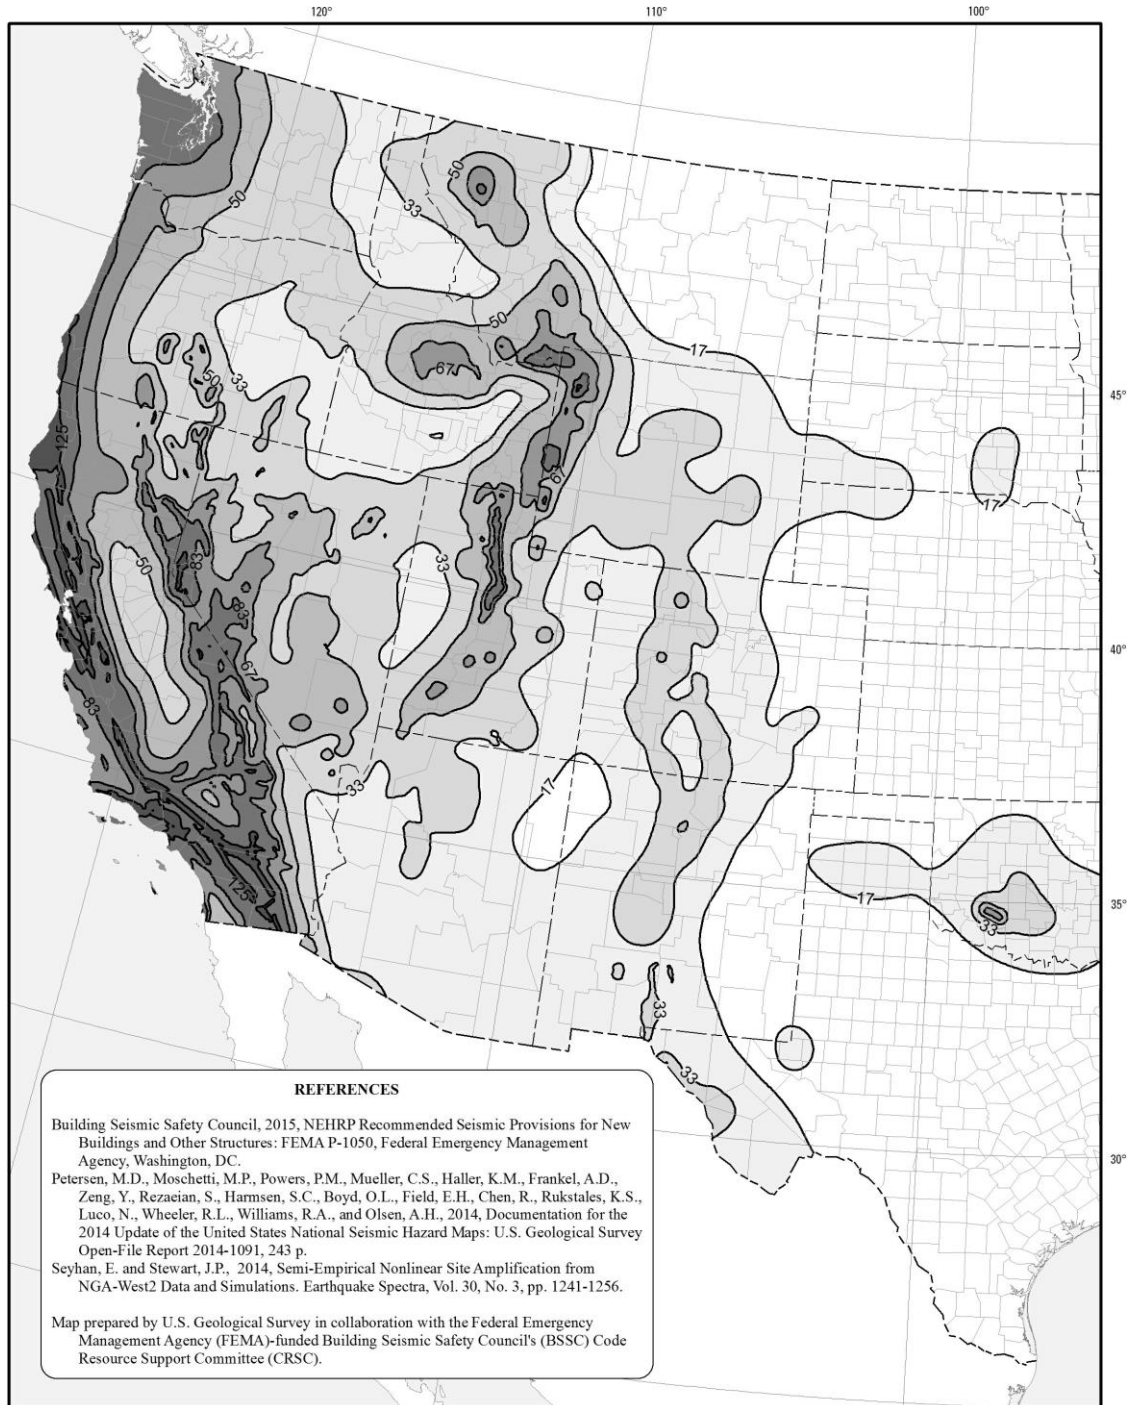 120° 110° 100°
50
50
33
50
17
67
33
50
45°
125
67
17
83
33
50
83
40°
67
83
33
17
125
17
35°
33
33
33
30°
REFERENCES
Building Seismic Safety Council, 2015, NEHRP Recommended Seismic Provisions for New
Buildings and Other Structures: FEMA P-1050, Federal Emergency Management
Agency, Washington, DC.
Petersen, M.D., Moschetti, M.P., Powers, P.M., Mueller, C.S., Haller, K.M., Frankel, A.D.,
Zeng, Y., Rezaeian, S., Harmsen, S.C., Boyd, O.L., Field, E.H., Chen, R., Rukstales, K.S.,
Luco, N., Wheeler, R.L., Williams, R.A., and Olsen, A.H., 2014, Documentation for the
2014 Update of the United States National Seismic Hazard Maps: U.S. Geological Survey
Open-File Report 2014-1091, 243 p.
Seyhan, E. and Stewart, J.P., 2014, Semi-Empirical Nonlinear Site Amplification from
NGA-West2 Data and Simulations. Earthquake Spectra, Vol. 30, No. 3, pp. 1241-1256.
Map prepared by U.S. Geological Survey in collaboration with the Federal Emergency
Management Agency (FEMA)-funded Building Seismic Safety Council's (BSSC) Code
Resource Support Committee (CRSC).